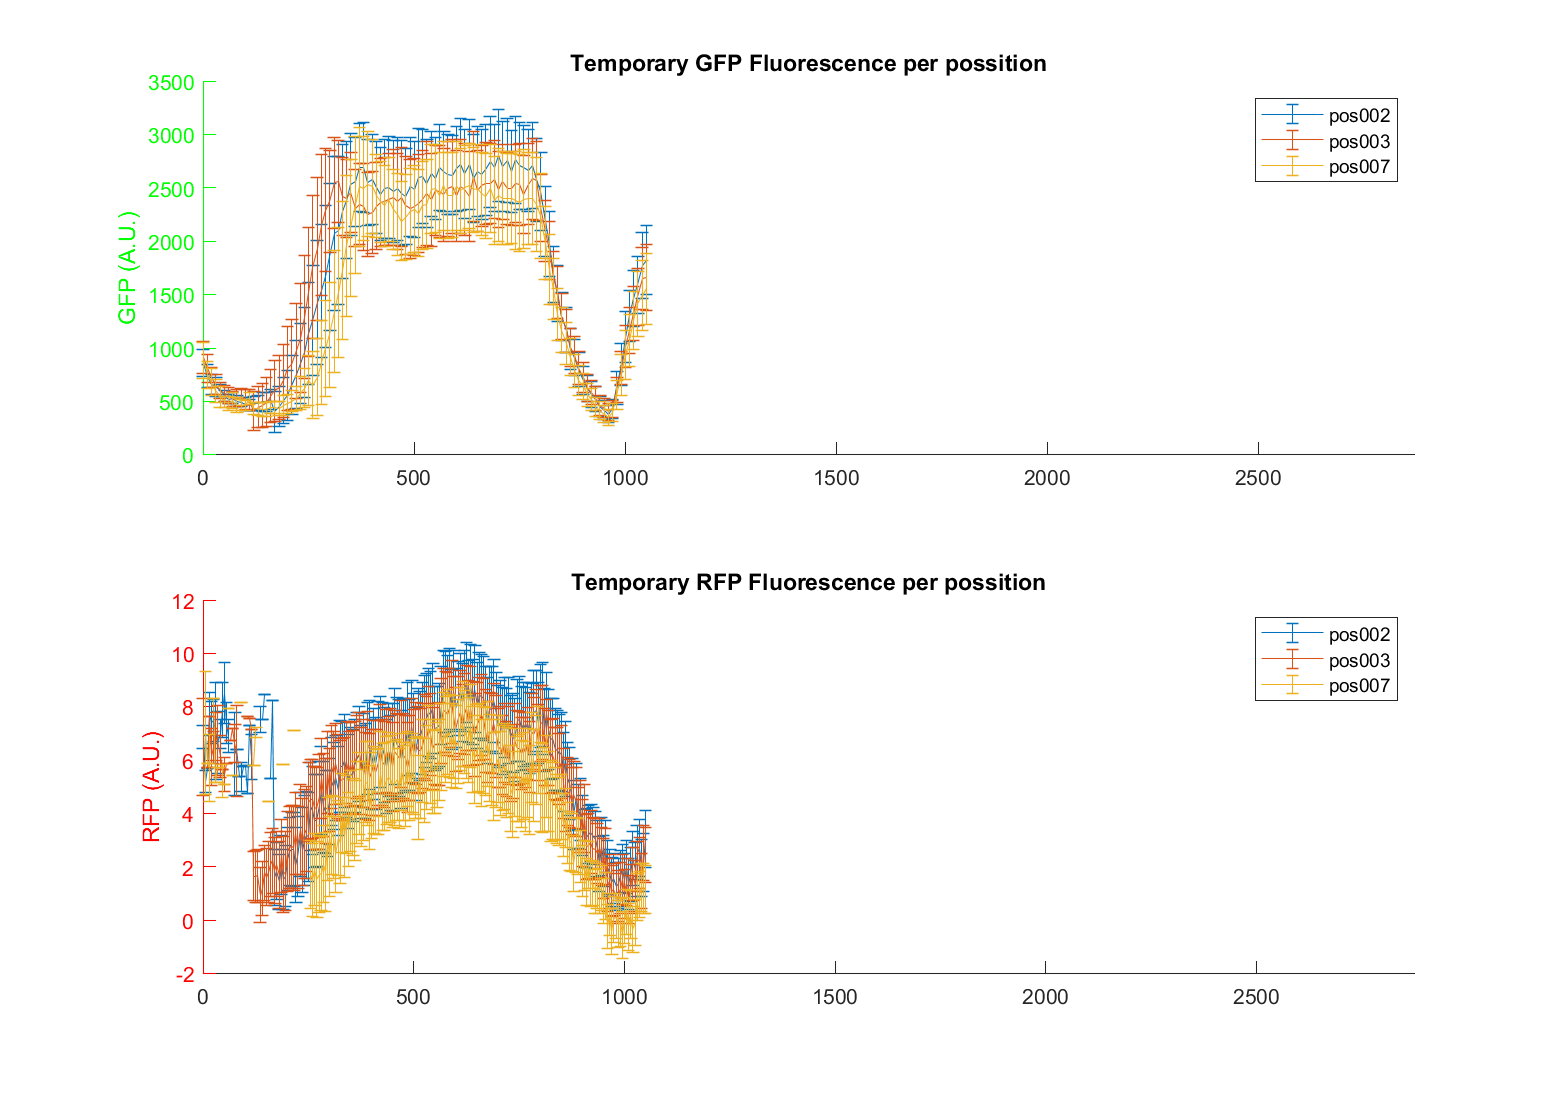 Temporary GFP Fluorescence per possition
3500
3000
2500
2000
1500
1000
500
0
GFP (A.U.)
pos002
pos003
pos007
0 500 1000 1500 2000 2500
Temporary RFP Fluorescence per possition
12
10
8
6
4
2
0
-2
RFP (A.U.)
pos002
pos003
pos007
0 500 1000 1500 2000 2500